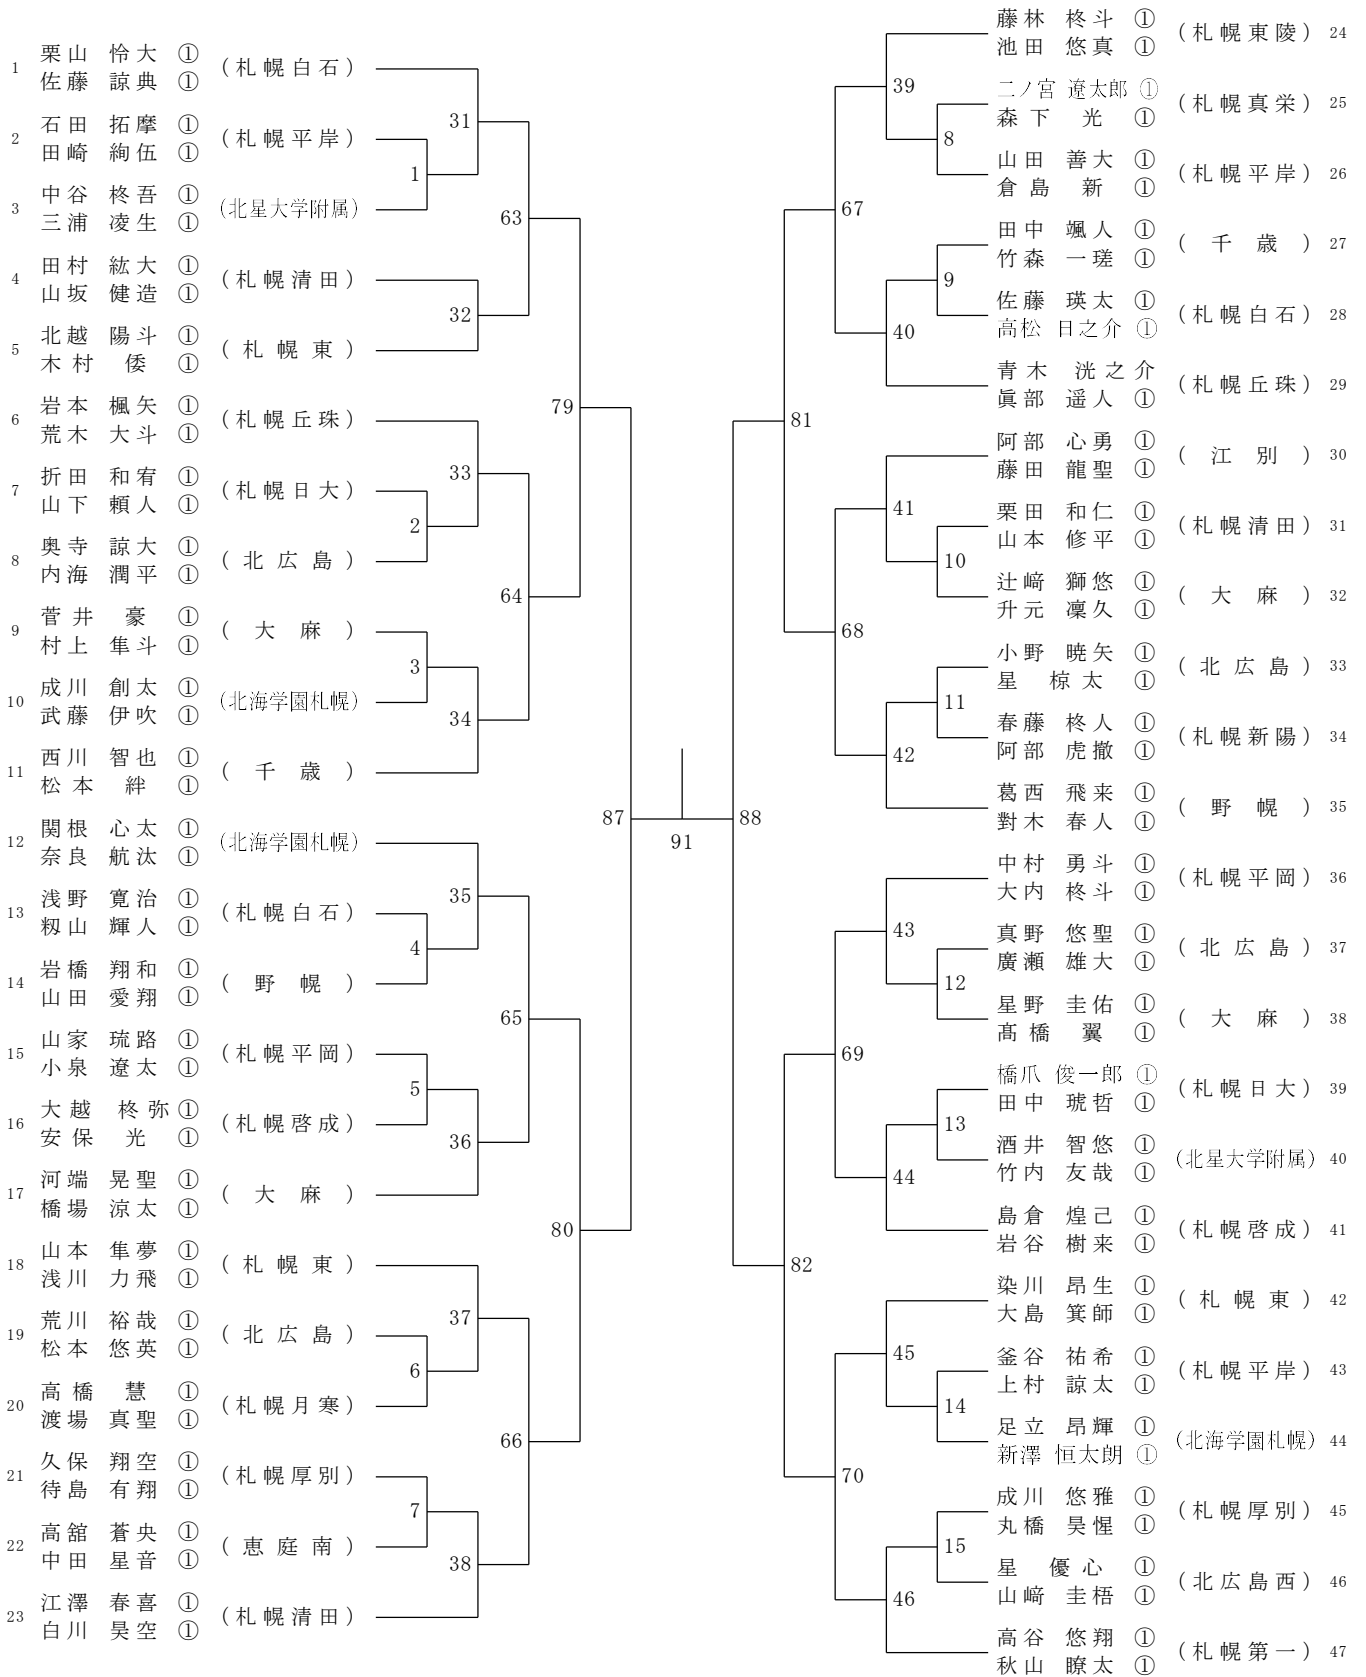 1 栗山 怜大 ① (札幌白石)
佐藤 諒典 ①
2 石田 拓摩 ① (札幌平岸)
田崎 絢伍 ①
3 中谷 柊吾 ① (北星大学附属)
三浦 凌生 ①
4 田村 紘大 ① (札幌清田)
山坂 健造 ①
5 北越 陽斗 ① (札幌東)
木村 倭 ①
6 岩本 楓矢 ① (札幌丘珠)
荒木 大斗 ①
7 折田 和宥 ① (札幌日大)
山下 頼人 ①
8 奥寺 諒大 ① (北広島)
内海 潤平 ①
9 菅井 豪 ① (大麻)
村上 隼斗 ①
10 成川 創太 ① (北海学園札幌)
武藤 伊吹 ①
11 西川 智也 ① (千歳)
松本 絆 ①
12 関根 心太 ① (北海学園札幌)
奈良 航汰 ①
13 浅野 寛治 ① (札幌白石)
籾山 輝人 ①
14 岩橋 翔和 ① (野幌)
山田 愛翔 ①
15 山家 琉路 ① (札幌平岡)
小泉 遼太 ①
16 大越 柊弥 ① (札幌啓成)
安保 光 ①
17 河端 晃聖 ① (大麻)
橋場 涼太 ①
18 山本 隼夢 ① (札幌東)
浅川 力飛 ①
19 荒川 裕哉 ① (北広島)
松本 悠英 ①
20 高橋 慧 ① (札幌月寒)
渡場 真聖 ①
21 久保 翔空 ① (札幌厚別)
待島 有翔 ①
22 高舘 蒼央 ① (恵庭南)
中田 星音 ①
23 江澤 春喜 ① (札幌清田)
白川 昊空 ①
1
2
3
4
5
6
7
31
32
33
34
35
36
37
38
63
64
65
66
79
80
87
91
88
81
82
67
68
69
70
39
40
41
42
43
44
45
46
8
9
10
11
12
13
14
15
藤林 柊斗 ① (札幌東陵) 24
池田 悠真 ①
二ノ宮 遼太郎 ① (札幌真栄) 25
森下 光 ①
山田 善大 ① (札幌平岸) 26
倉島 新 ①
田中 颯人 ① (千歳) 27
竹森 一瑳 ①
佐藤 瑛太 ① (札幌白石) 28
高松 日之介 ①
青木 洸之介 (札幌丘珠) 29
眞部 遥人 ①
阿部 心勇 ① (江別) 30
藤田 龍聖 ①
栗田 和仁 ① (札幌清田) 31
山本 修平 ①
辻﨑 獅悠 ① (大麻) 32
升元 凜久 ①
小野 暁矢 ① (北広島) 33
星 椋太 ①
春藤 柊人 ① (札幌新陽) 34
阿部 虎撤 ①
葛西 飛来 ① (野幌) 35
對木 春人 ①
中村 勇斗 ① (札幌平岡) 36
大内 柊斗 ①
真野 悠聖 ① (北広島) 37
廣瀬 雄大 ①
星野 圭佑 ① (大麻) 38
髙橋 翼 ①
橋爪 俊一郎 ① (札幌日大) 39
田中 琥哲 ①
酒井 智悠 ① (北星大学附属) 40
竹内 友哉 ①
島倉 煌己 ① (札幌啓成) 41
岩谷 樹来 ①
染川 昂生 ① (札幌東) 42
大島 箕師 ①
釜谷 祐希 ① (札幌平岸) 43
上村 諒太 ①
足立 昂輝 ① (北海学園札幌) 44
新澤 恒太朗 ①
成川 悠雅 ① (札幌厚別) 45
丸橋 昊惺 ①
星 優心 ① (北広島西) 46
山﨑 圭梧 ①
高谷 悠翔 ① (札幌第一) 47
秋山 瞭太 ①